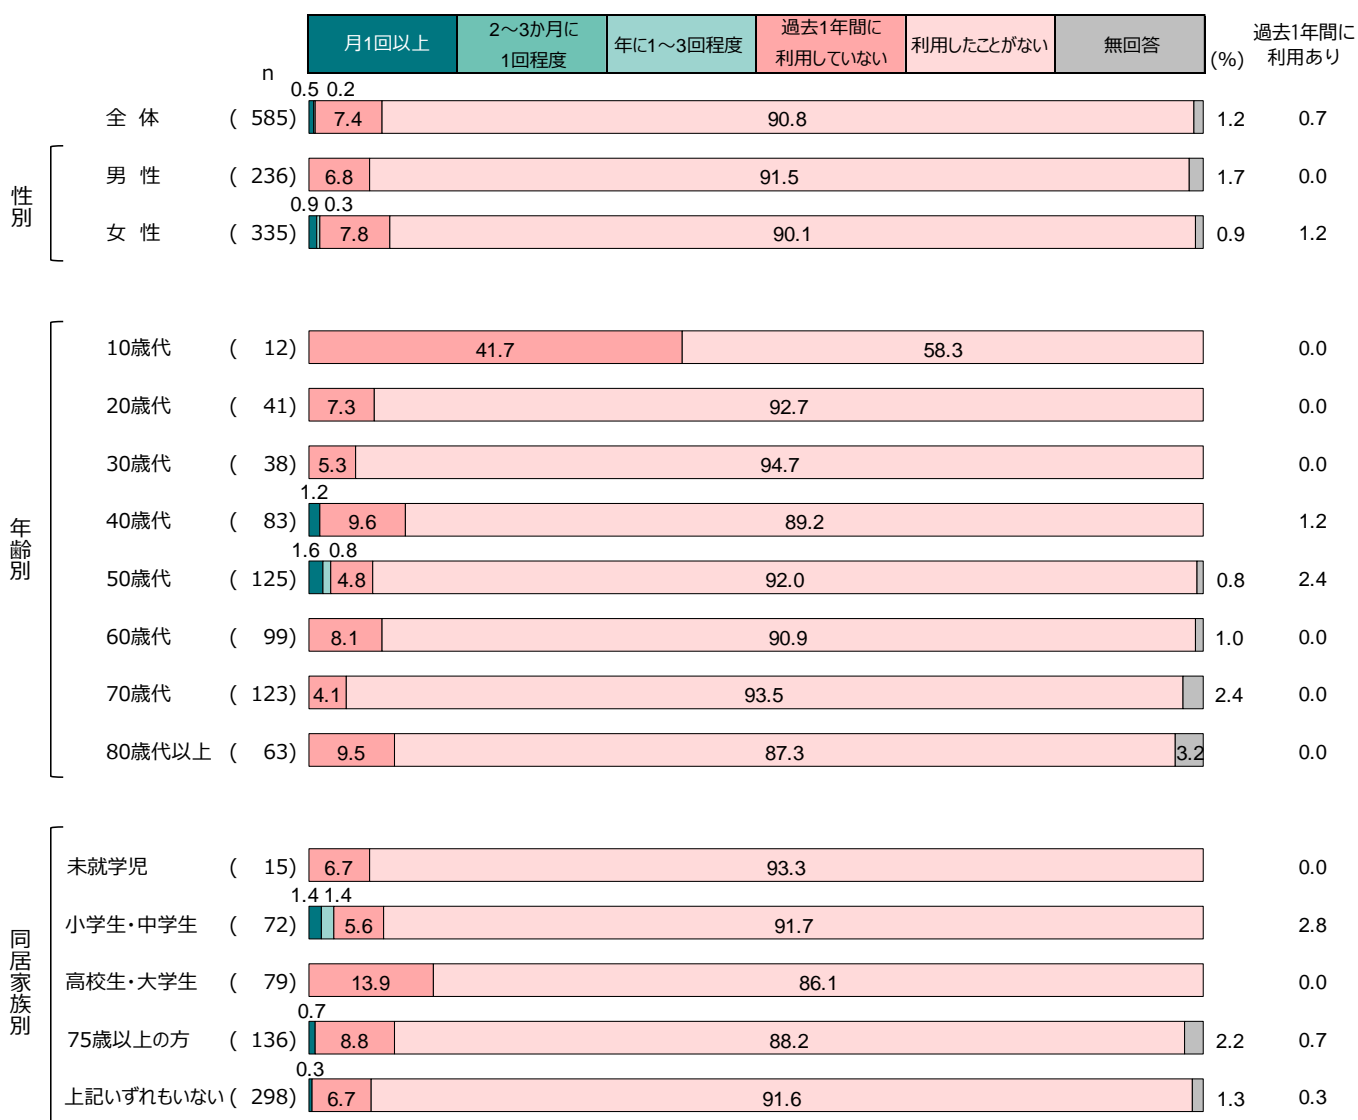 月1回以上 2～3か月に1回程度 年に1～3回程度 過去1年間に利用していない 利用したことがない 無回答 (%) 過去1年間に利用あり
n
0.5 0.2
全 体 ( 585) 7.4 90.8 1.2 0.7
性別
男 性 ( 236) 6.8 91.5 1.7 0.0
0.9 0.3
女 性 ( 335) 7.8 90.1 0.9 1.2
年齢別
10歳代 ( 12) 41.7 58.3 0.0
20歳代 ( 41) 7.3 92.7 0.0
30歳代 ( 38) 5.3 94.7 0.0
1.2
40歳代 ( 83) 9.6 89.2 1.2
1.6 0.8
50歳代 ( 125) 4.8 92.0 0.8 2.4
60歳代 ( 99) 8.1 90.9 1.0 0.0
70歳代 ( 123) 4.1 93.5 2.4 0.0
80歳代以上 ( 63) 9.5 87.3 3.2 0.0
同居家族別
未就学児 ( 15) 6.7 93.3 0.0
1.4 1.4
小学生・中学生 ( 72) 5.6 91.7 2.8
高校生・大学生 ( 79) 13.9 86.1 0.0
0.7
75歳以上の方 ( 136) 8.8 88.2 2.2 0.7
0.3
上記いずれもいない ( 298) 6.7 91.6 1.3 0.3